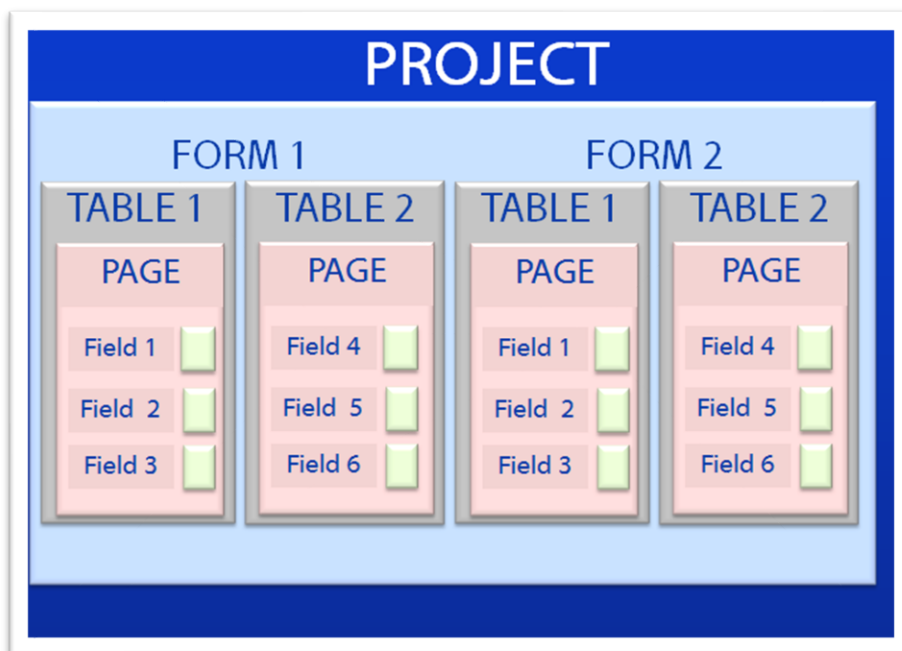 PROJECT
FORM 1 FORM 2
TABLE 1 TABLE 2 TABLE 1 TABLE 2
PAGE PAGE PAGE PAGE
Field 1 Field 4 Field 1 Field 4
Field 2 Field 5 Field 2 Field 5
Field 3 Field 6 Field 3 Field 6